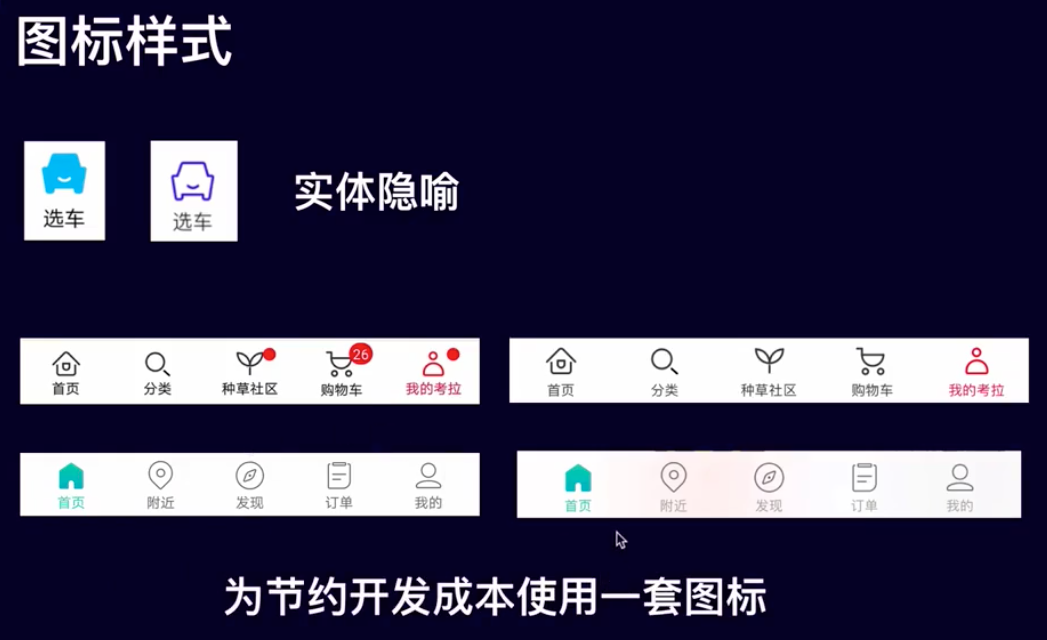 图标样式
选车
选车
实体隐喻
首页 分类 种草社区 购物车 26 我的考拉
首页 分类 种草社区 购物车 我的考拉
首页 附近 发现 订单 我的
首页 附近 发现 订单 我的
为节约开发成本使用一套图标